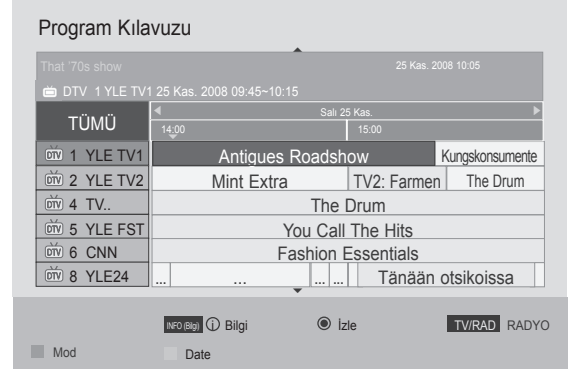 Program Kılavuzu
That '70s show 25 Kas. 2008 10:05
DTV 1 YLE TV1 25 Kas. 2008 09:45~10:15
TÜMÜ Salı 25 Kas.
14:00 15:00
DTV 1 YLE TV1 Antigues Roadshow Kungskonsumente
DTV 2 YLE TV2 Mint Extra TV2: Farmen The Drum
DTV 4 TV.. The Drum
DTV 5 YLE FST You Call The Hits
DTV 6 CNN Fashion Essentials
DTV 8 YLE24 ... ... ... ... Tänään otsikoissa
INFO (Bilgi) i Bilgi İzle TV/RAD RADYO
Mod Date